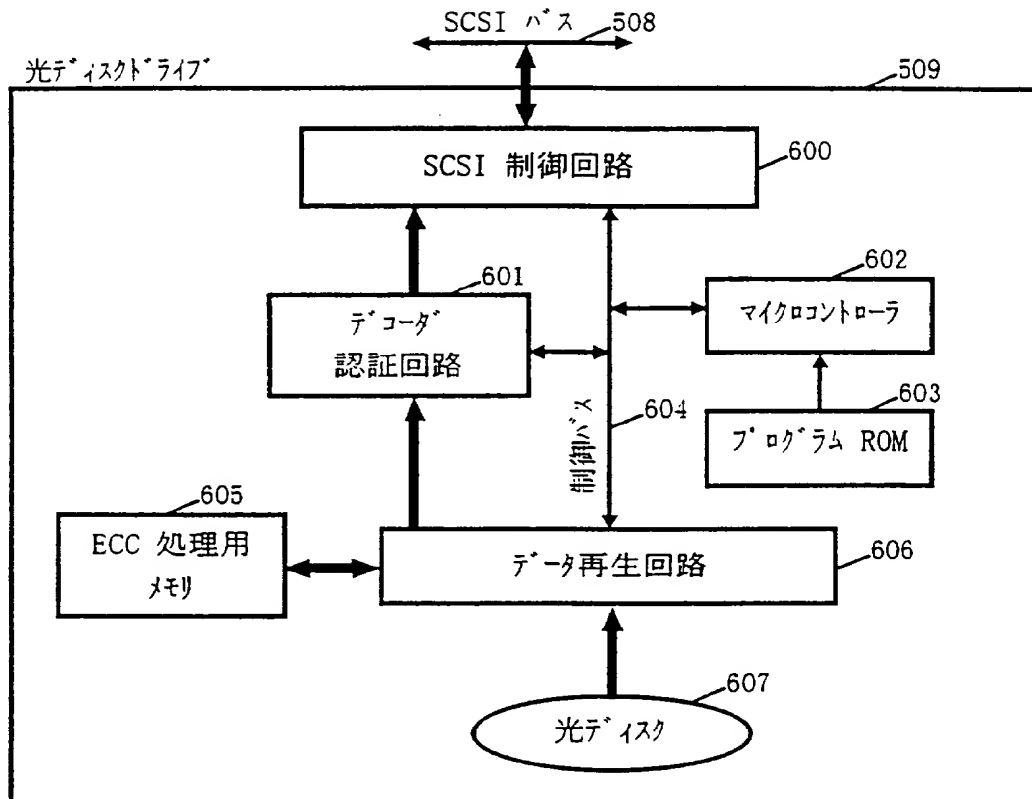 SCSI バス 508
光ディスクドライブ 509
SCSI 制御回路 600
601
デコーダ
認証回路
602
マイクロコントローラ
603
プログラム ROM
制御バス 604
605
ECC 処理用
メモリ
データ再生回路 606
607
光ディスク